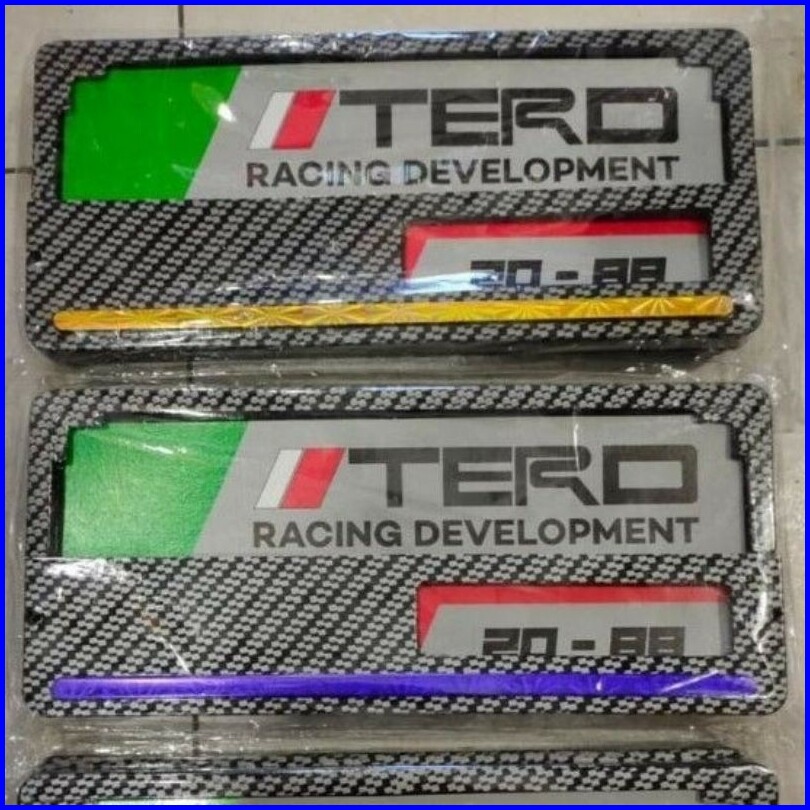 TERD
RACING DEVELOPMENT
20 - 88
TERD
RACING DEVELOPMENT
20 - 88